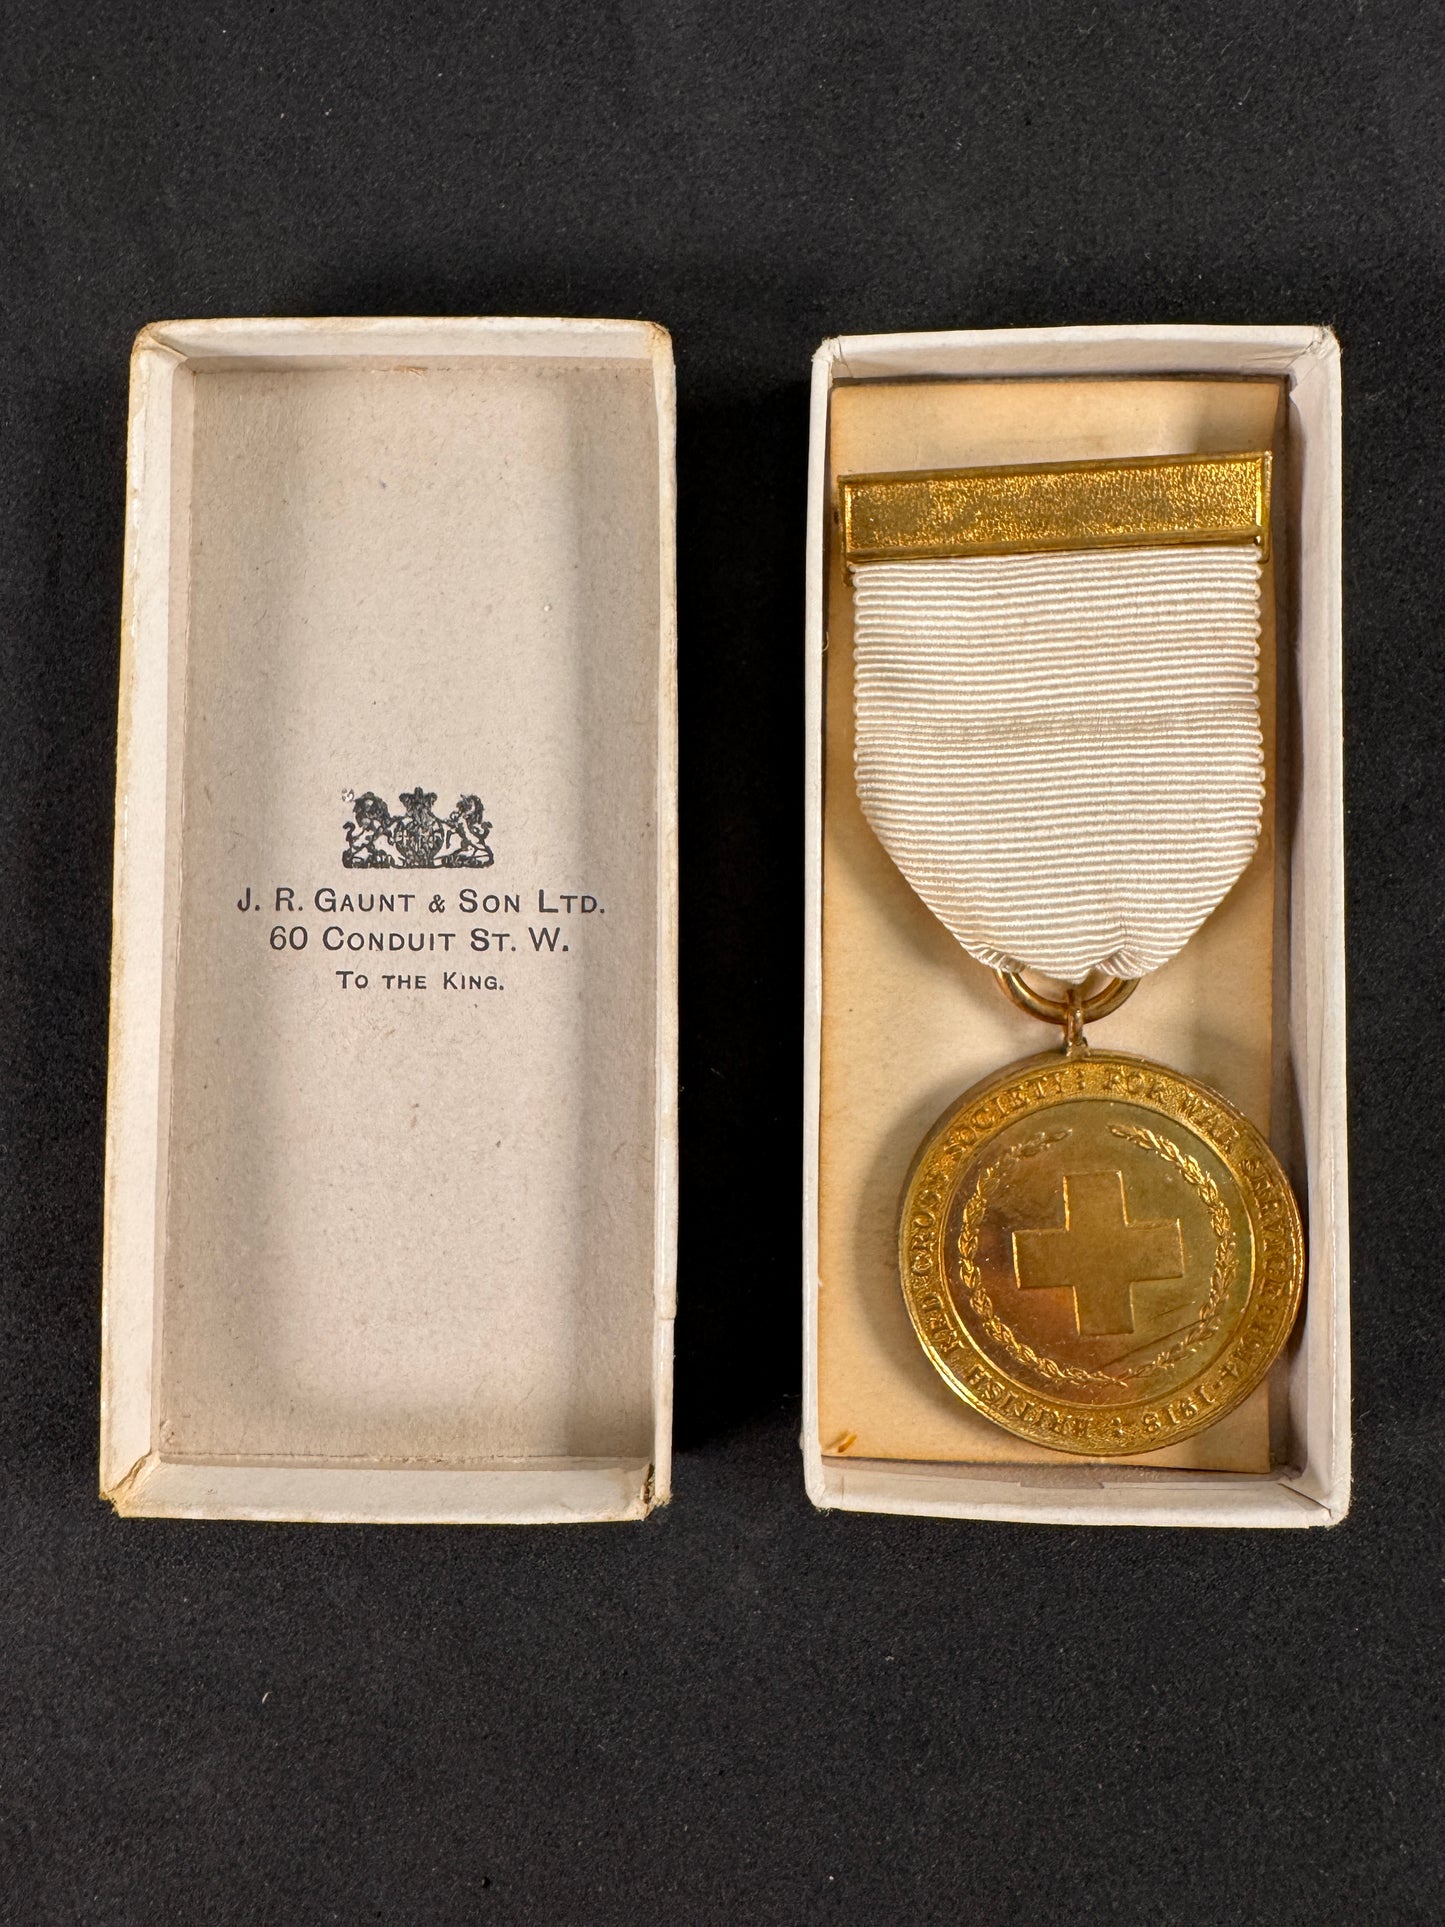 J. R. GAUNT & SON LTD.
60 CONDUIT ST. W.
TO THE KING.
BRITISH RED CROSS SOCIETY: FOR WAR SERVICE: 1914-1918